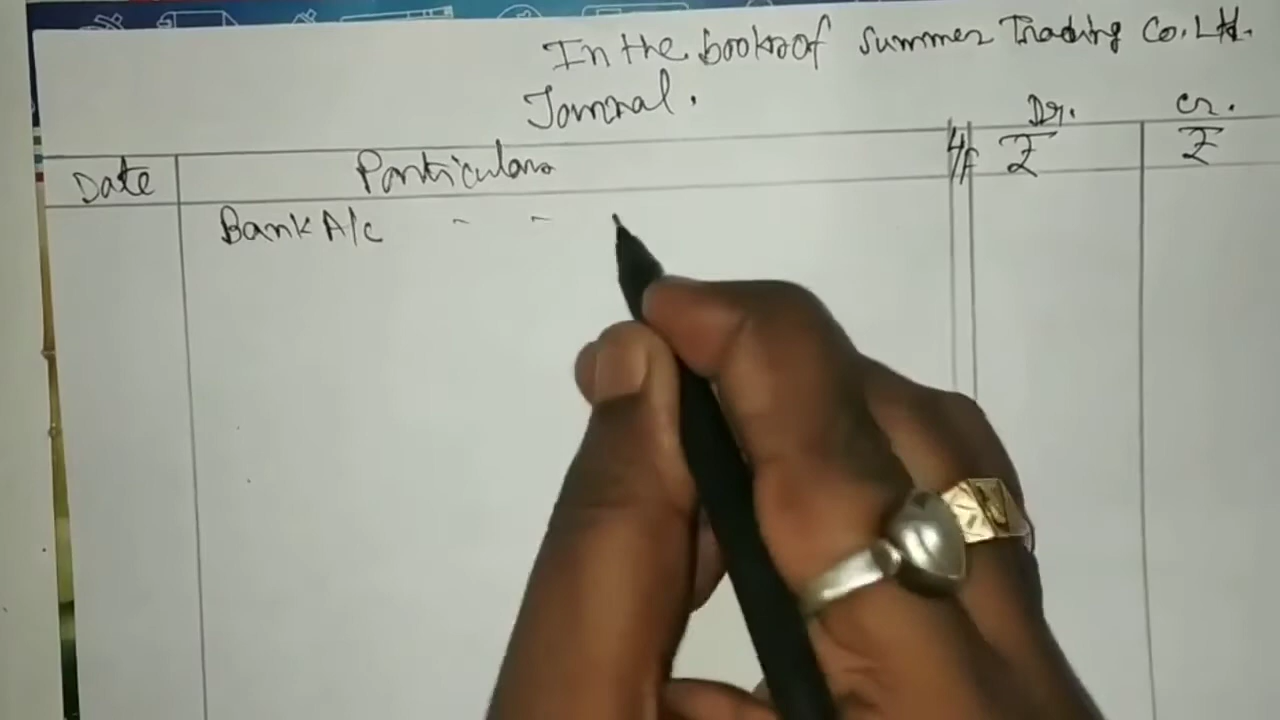 In the books of Summer Trading Co. Ltd.
Journal.
Dr. Cr.
Date Particulars L/F ₹ ₹
Bank A/c - -